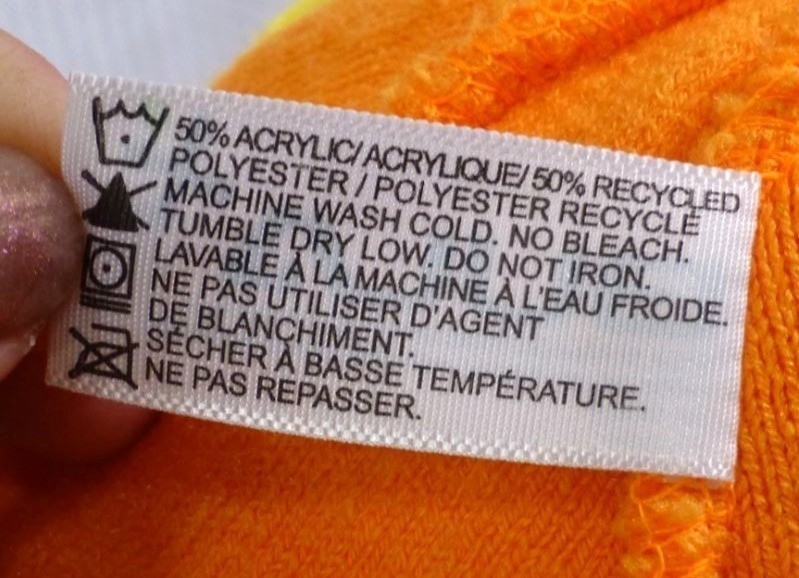 50% ACRYLIC/ ACRYLIQUE/ 50% RECYCLED
POLYESTER / POLYESTER RECYCLÉ
MACHINE WASH COLD. NO BLEACH.
TUMBLE DRY LOW. DO NOT IRON.
LAVABLE À LA MACHINE À L'EAU FROIDE.
NE PAS UTILISER D'AGENT
DE BLANCHIMENT.
SÉCHER À BASSE TEMPÉRATURE.
NE PAS REPASSER.